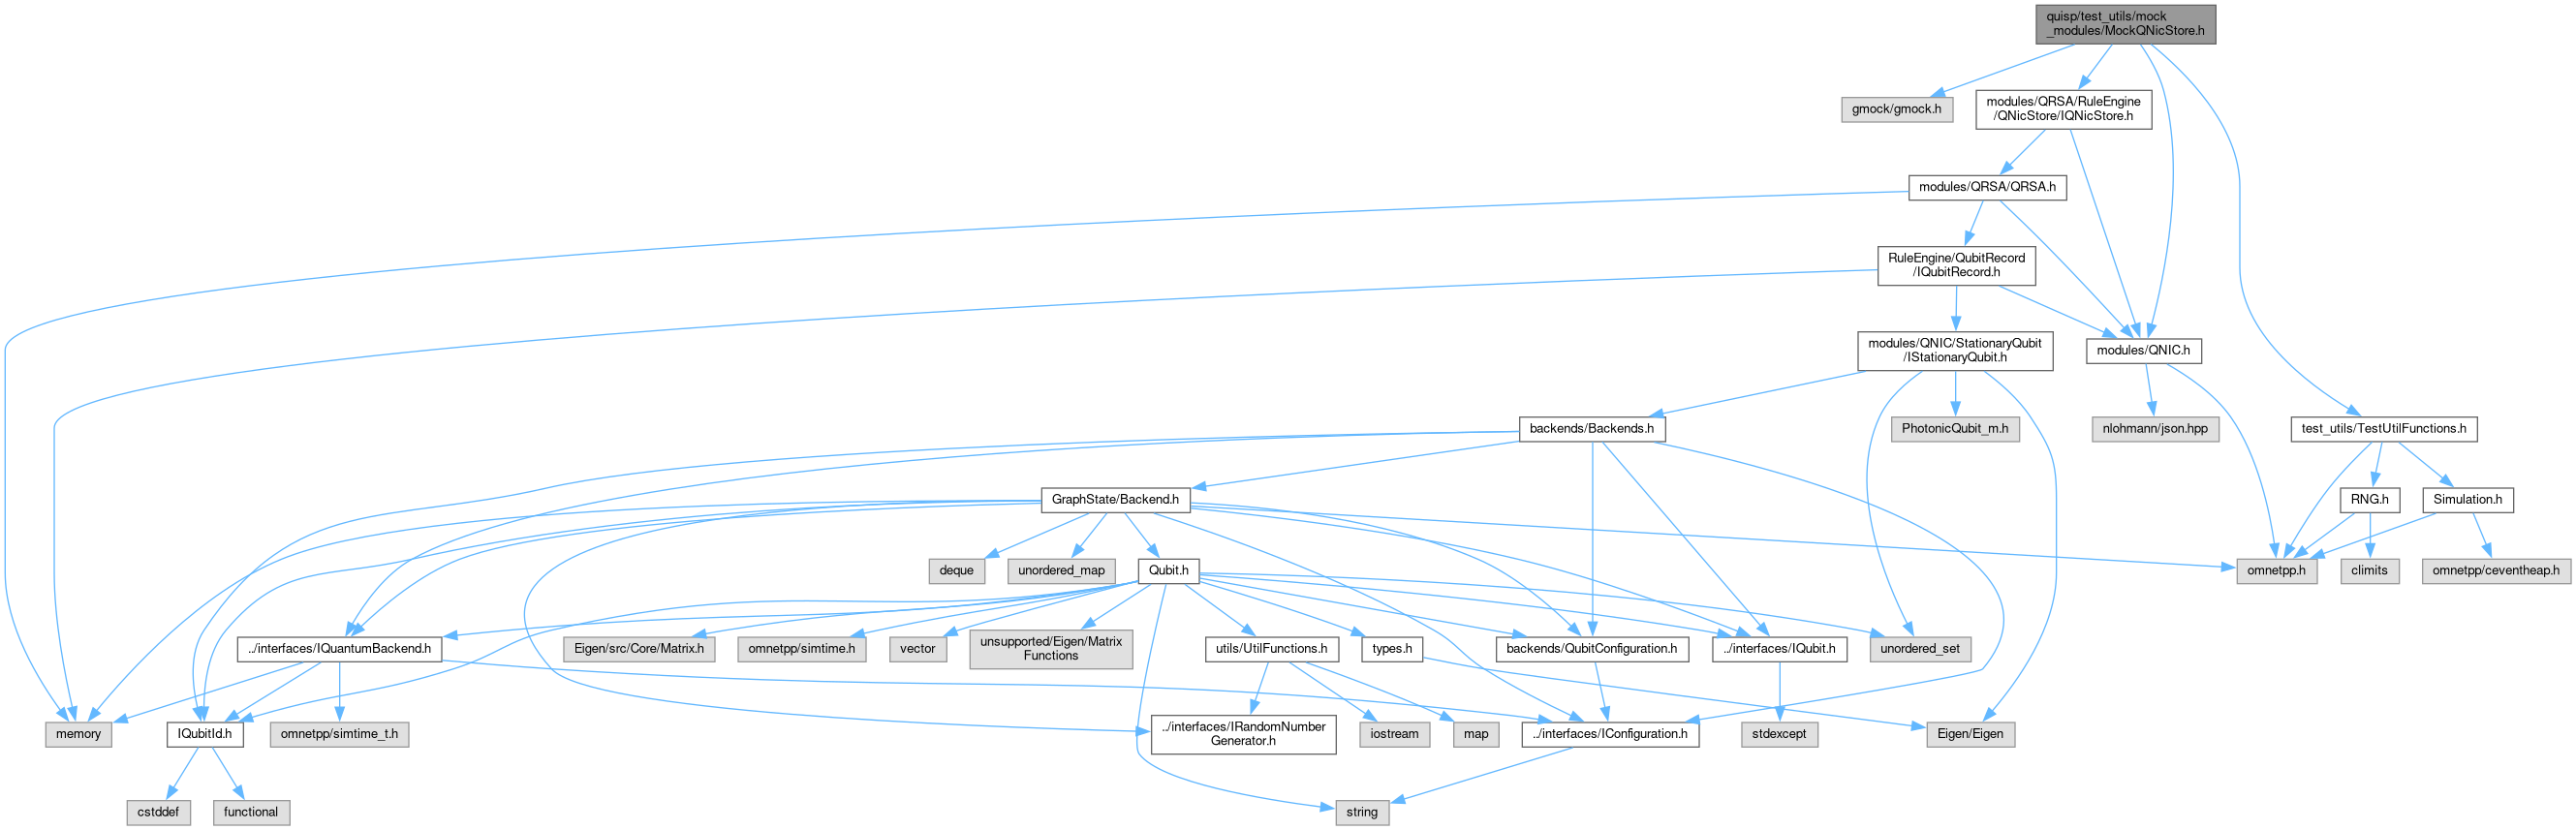 quisp/test_utils/mock
_modules/MockQNicStore.h
gmock/gmock.h
modules/QRSA/RuleEngine
/QNicStore/IQNicStore.h
modules/QRSA/QRSA.h
RuleEngine/QubitRecord
/IQubitRecord.h
modules/QNIC/StationaryQubit
/IStationaryQubit.h
modules/QNIC.h
backends/Backends.h
PhotonicQubit_m.h
nlohmann/json.hpp
test_utils/TestUtilFunctions.h
GraphState/Backend.h
RNG.h
Simulation.h
deque
unordered_map
Qubit.h
omnetpp.h
climits
omnetpp/ceventheap.h
../interfaces/IQuantumBackend.h
Eigen/src/Core/Matrix.h
omnetpp/simtime.h
vector
unsupported/Eigen/Matrix
Functions
utils/UtilFunctions.h
types.h
backends/QubitConfiguration.h
../interfaces/IQubit.h
unordered_set
memory
IQubitId.h
omnetpp/simtime_t.h
../interfaces/IRandomNumber
Generator.h
iostream
map
../interfaces/IConfiguration.h
stdexcept
Eigen/Eigen
cstddef
functional
string